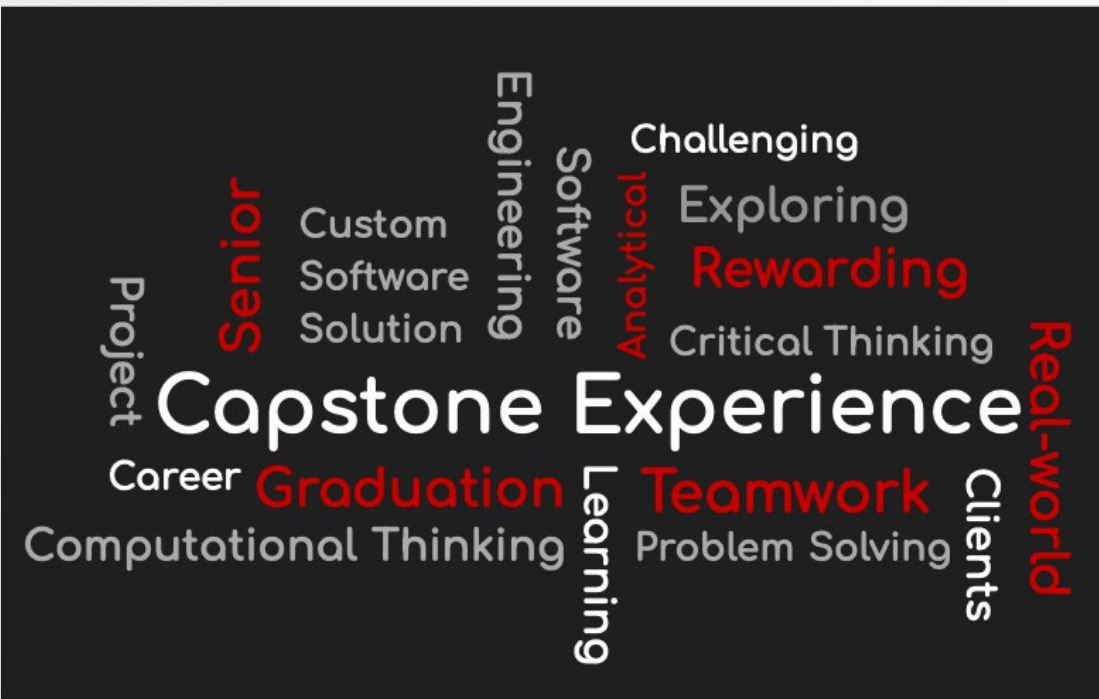 Engineering
Software
Challenging
Analytical
Exploring
Senior
Custom
Software
Solution
Rewarding
Project
Critical Thinking
Real-world
Capstone Experience
Career
Graduation
Learning
Teamwork
Clients
Computational Thinking
Problem Solving